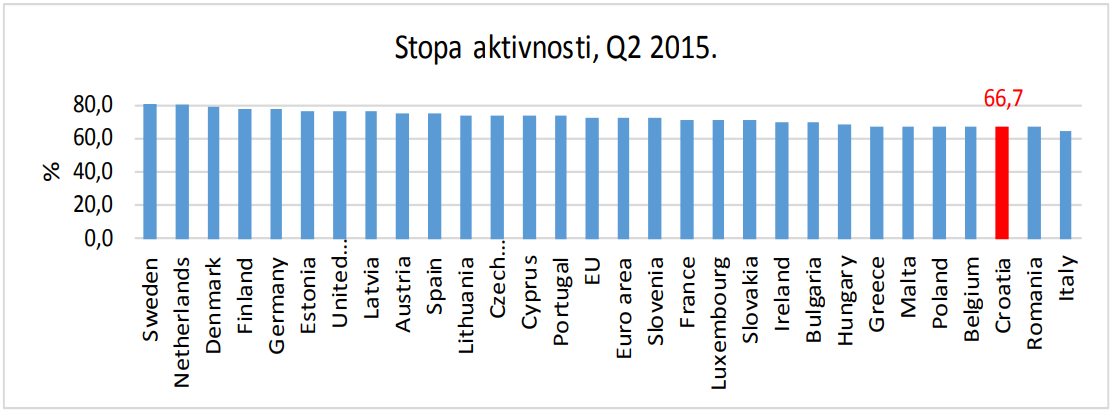 Stopa aktivnosti, Q2 2015.
66,7
80,0
60,0
40,0
20,0
0,0
%
Sweden
Netherlands
Denmark
Finland
Germany
Estonia
United…
Latvia
Austria
Spain
Lithuania
Czech…
Cyprus
Portugal
EU
Euro area
Slovenia
France
Luxembourg
Slovakia
Ireland
Bulgaria
Hungary
Greece
Malta
Poland
Belgium
Croatia
Romania
Italy